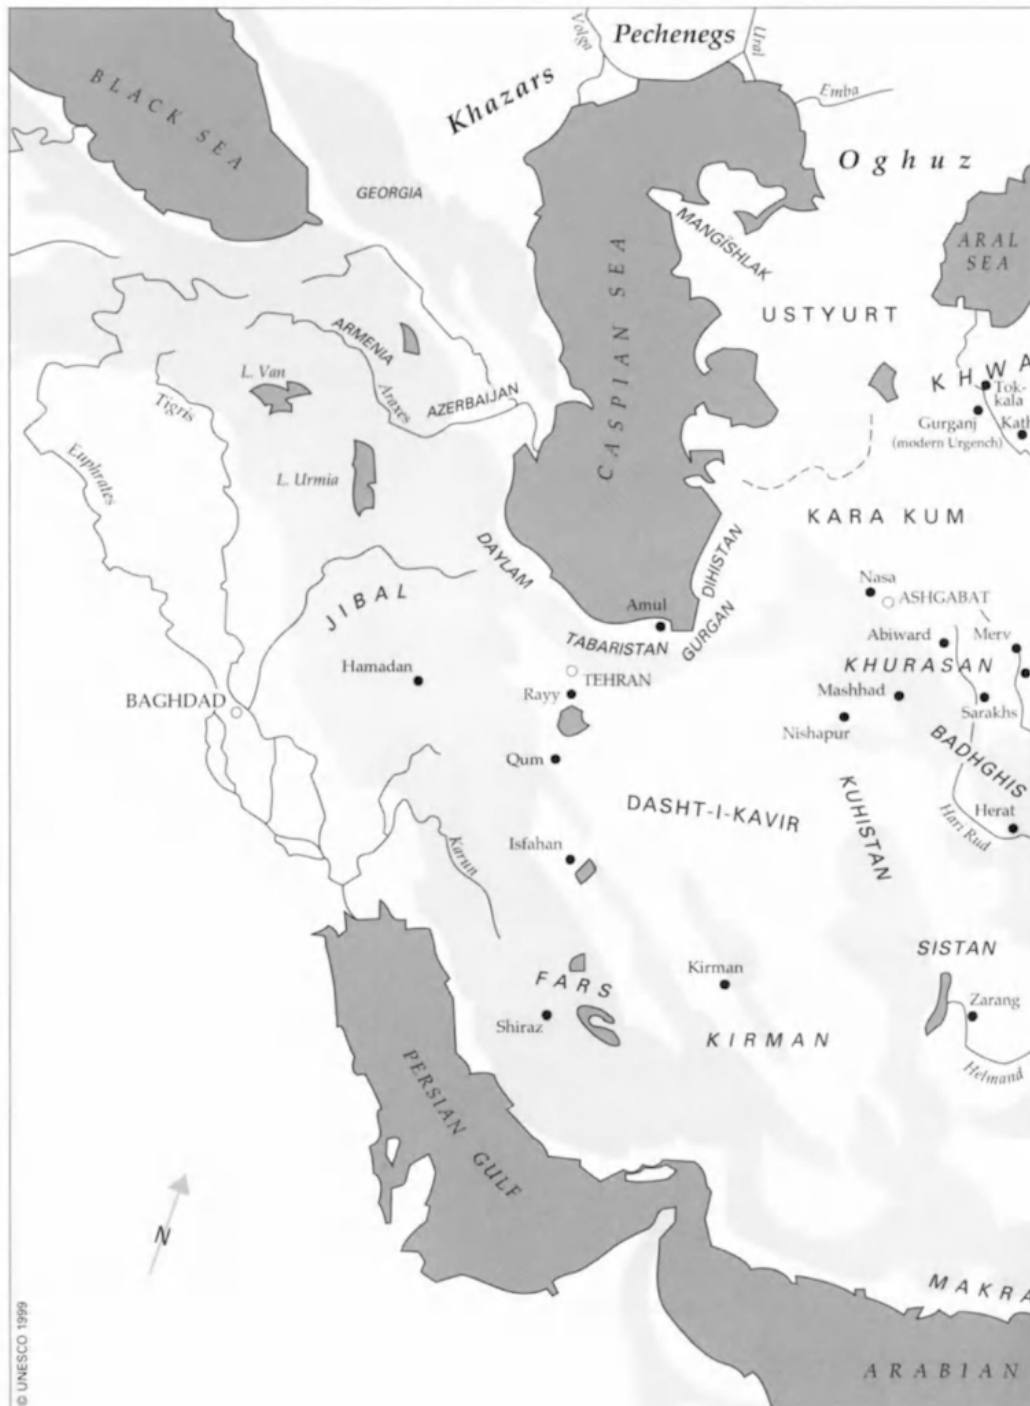 Volga
Pechenegs
Ural
BLACK SEA
Khazars
Emba
Oghuz
GEORGIA
MANGÏSHLAK
ARAL
SEA
CASPIAN SEA
USTYURT
ARMENIA
L. Van
Araxes
AZERBAIJAN
KHWA
Tok-
kala
Tigris
Gurganj
(modern Urgench)
Kath
Euphrates
L. Urmia
KARA KUM
DAYLAM
DIHISTAN
Nasa
ASHGABAT
JIBAL
Amul
TABARISTAN
GURGAN
Abiward
Merv
Hamadan
TEHRAN
KHURASAN
Rayy
Mashhad
BAGHDAD
Sarakhs
Nishapur
BADHGHIS
Qum
DASHT-I-KAVIR
KUHISTAN
Herat
Hari Rud
Isfahan
Karun
SISTAN
Kirman
FARS
Zarang
Shiraz
KIRMAN
Helmand
PERSIAN GULF
N
MAKRA
ARABIAN
© UNESCO 1999